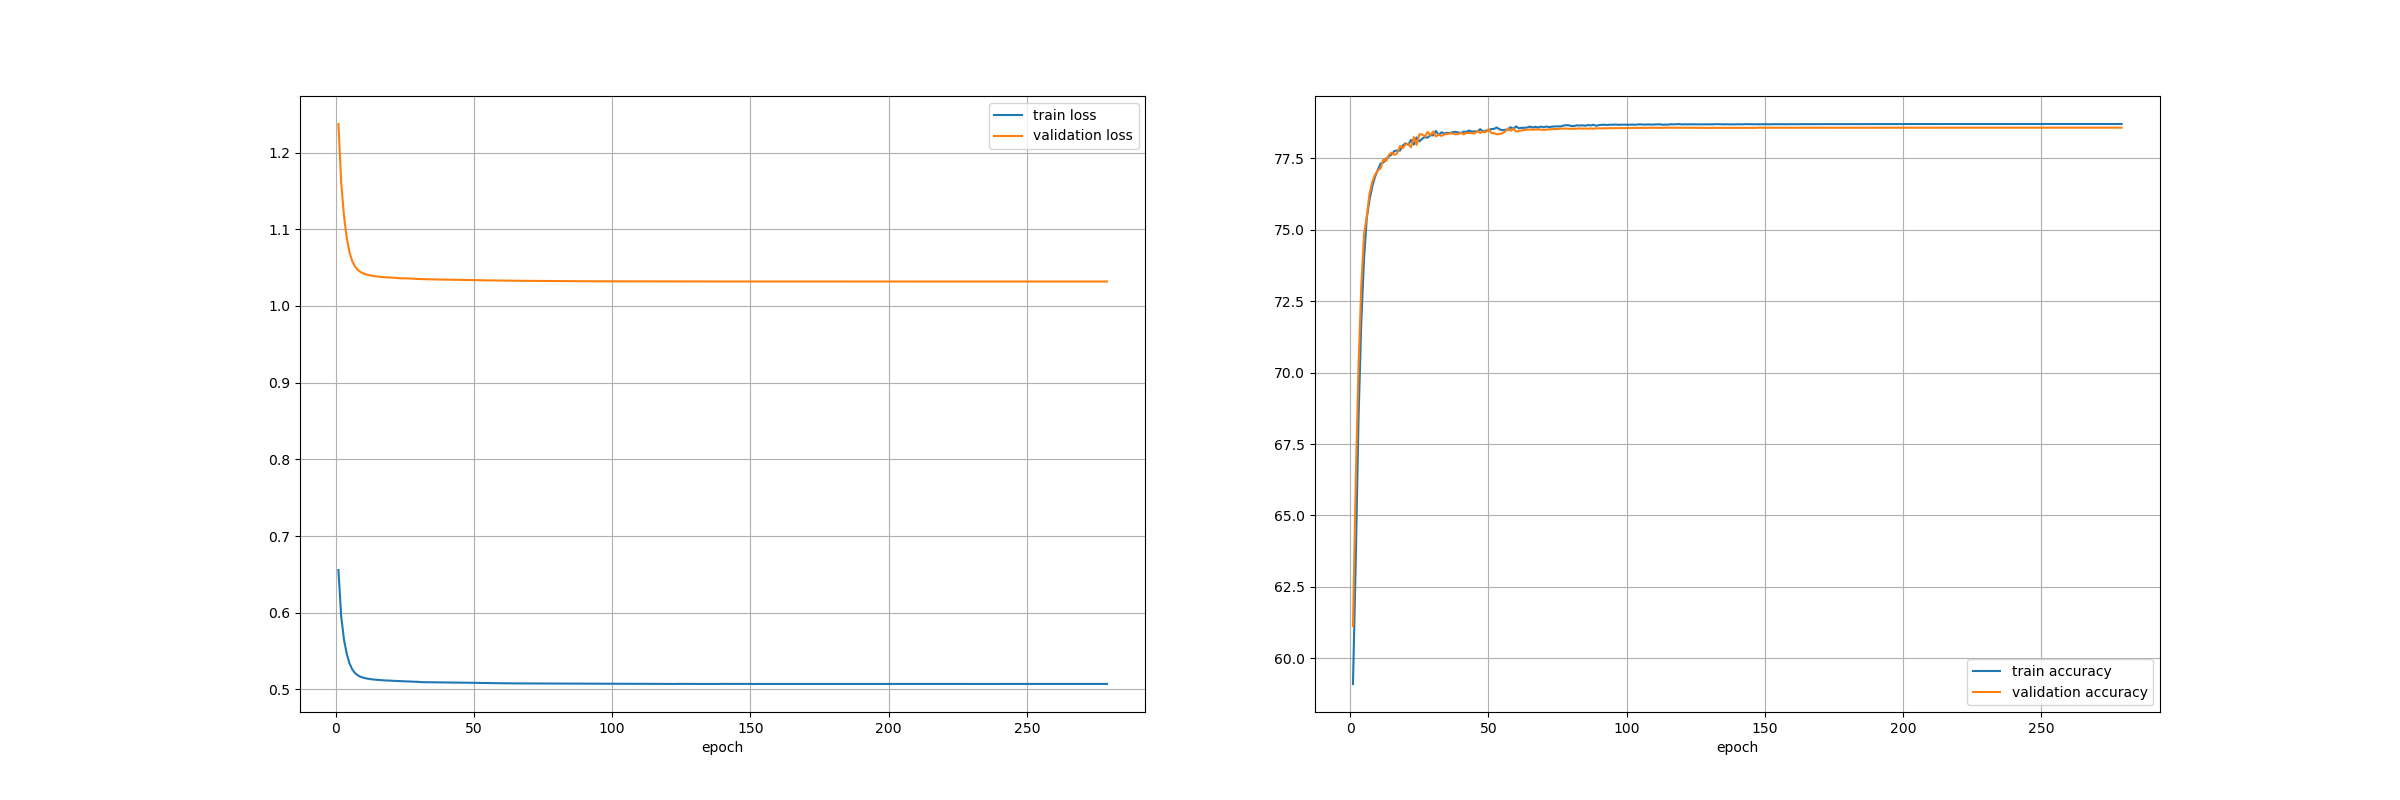 train loss
validation loss
1.2
1.1
1.0
0.9
0.8
0.7
0.6
0.5
0 50 100 150 200 250
epoch
77.5
75.0
72.5
70.0
67.5
65.0
62.5
60.0
train accuracy
validation accuracy
0 50 100 150 200 250
epoch